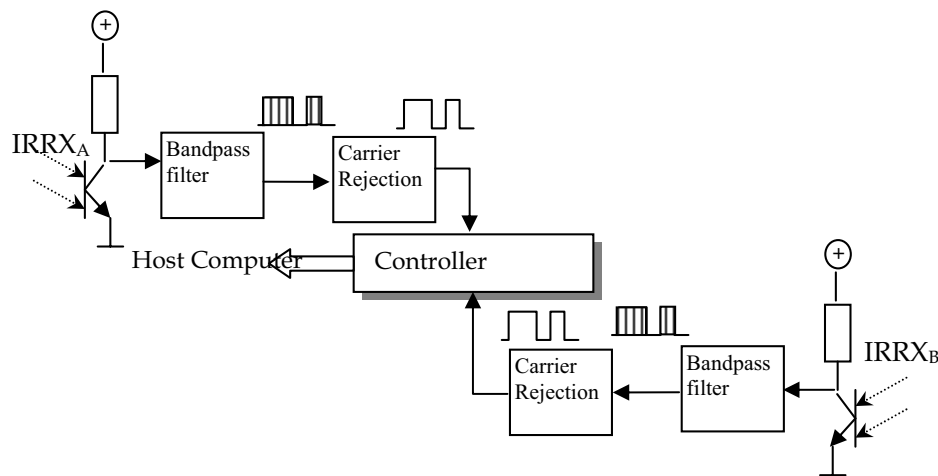 IRRXA
Bandpass
filter
Carrier
Rejection
Host Computer
Controller
Carrier
Rejection
Bandpass
filter
IRRXB